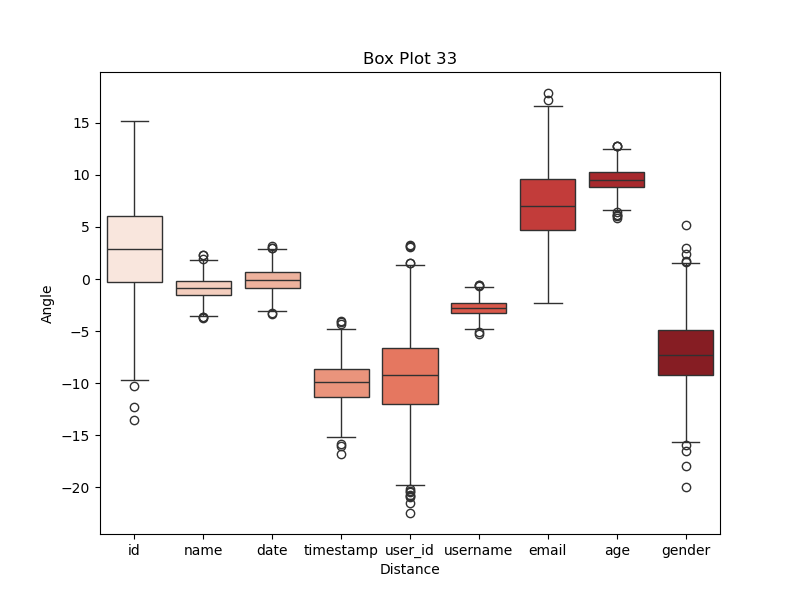 Box Plot 33
Angle
15
10
5
0
−5
−10
−15
−20
id name date timestamp user_id username email age gender
Distance